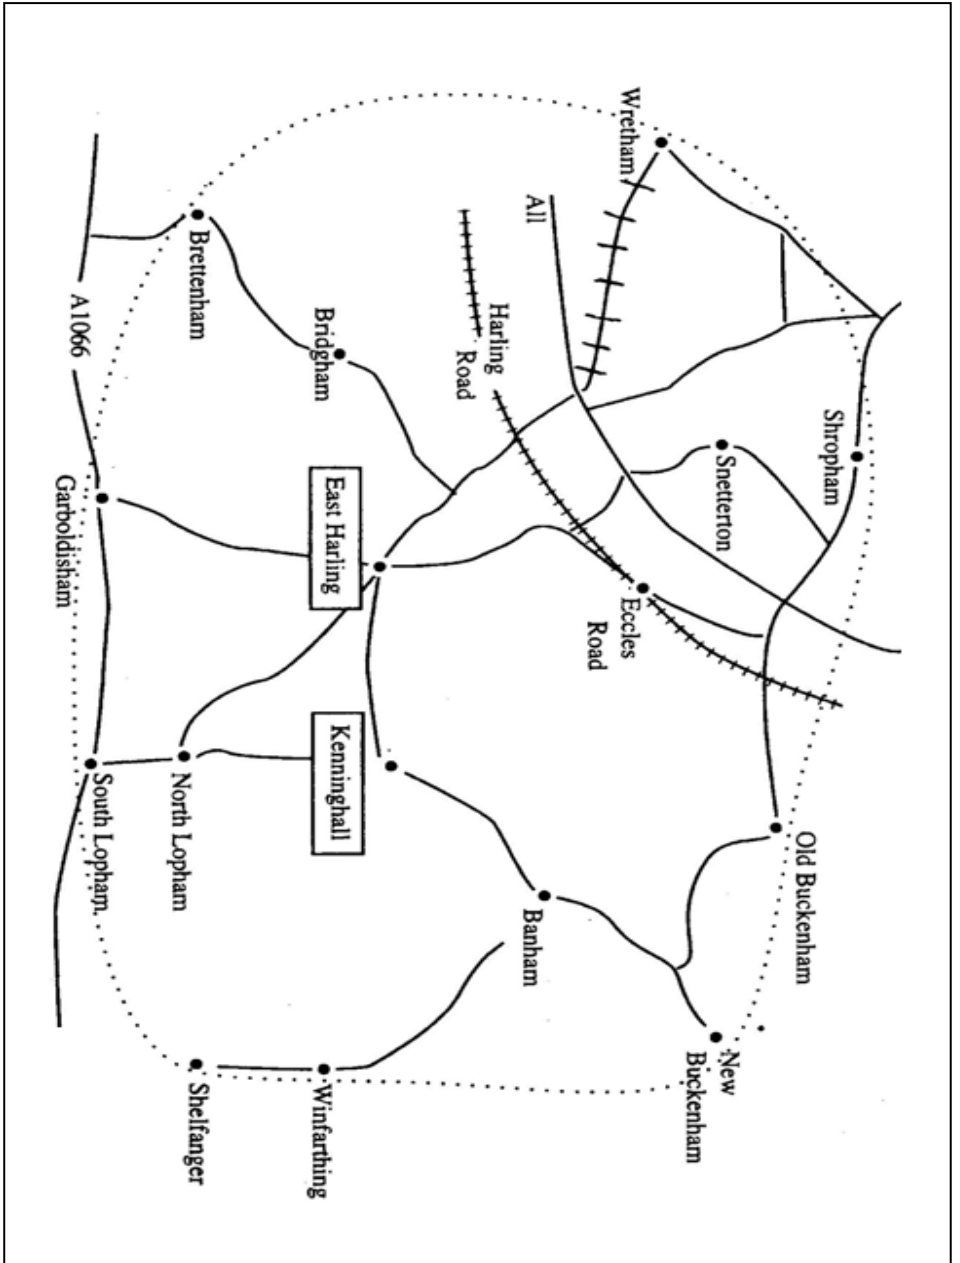 Shropham
Old Buckenham
New
Buckenham
Snetterton
Wretham
Eccles
Road
A11
Banham
Harling
Road
East Harling
Kenninghall
Bridgham
Winfarthing
Brettenham
Shelfanger
North Lopham
South Lopham
A1066
Garboldisham